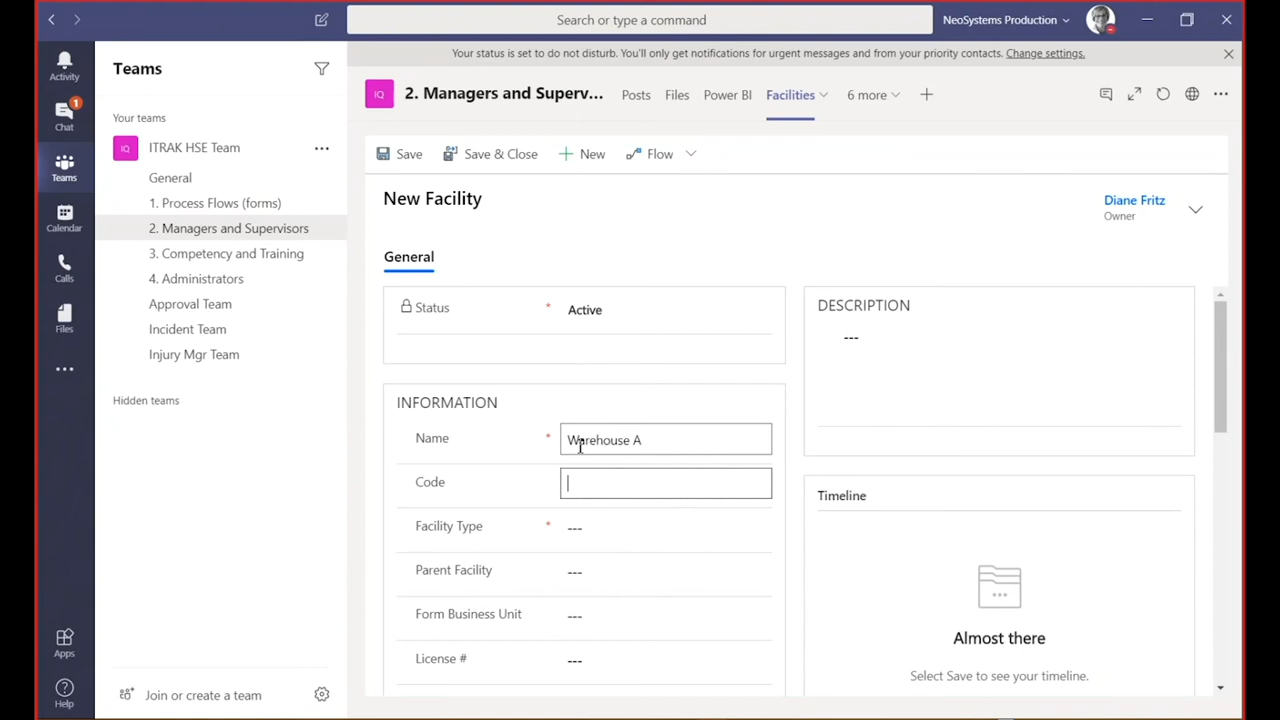 Search or type a command
NeoSystems Production
Your status is set to do not disturb. You'll only get notifications for urgent messages and from your priority contacts. Change settings.
Activity
Chat
1
Teams
Calendar
Calls
Files
Apps
Help
Teams
Your teams
IQ
ITRAK HSE Team
General
1. Process Flows (forms)
2. Managers and Supervisors
3. Competency and Training
4. Administrators
Approval Team
Incident Team
Injury Mgr Team
Hidden teams
Join or create a team
IQ
2. Managers and Superv...
Posts
Files
Power BI
Facilities
6 more
Save
Save & Close
New
Flow
New Facility
Diane Fritz
Owner
General
Status * Active
INFORMATION
Name * Warehouse A
Code
Facility Type * ---
Parent Facility ---
Form Business Unit ---
License # ---
DESCRIPTION
---
Timeline
Almost there
Select Save to see your timeline.